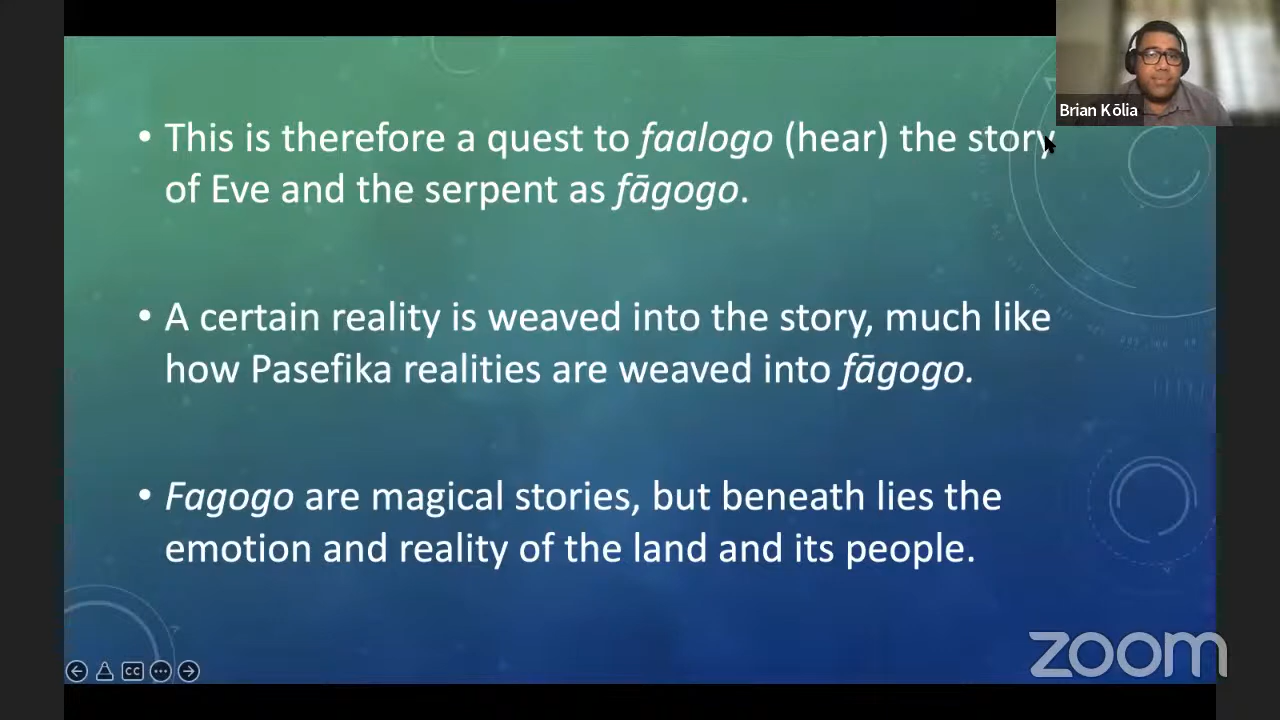 Brian Kōlia
• This is therefore a quest to faalogo (hear) the story
of Eve and the serpent as fāgogo.
• A certain reality is weaved into the story, much like
how Pasefika realities are weaved into fāgogo.
• Fagogo are magical stories, but beneath lies the
emotion and reality of the land and its people.
CC
zoom